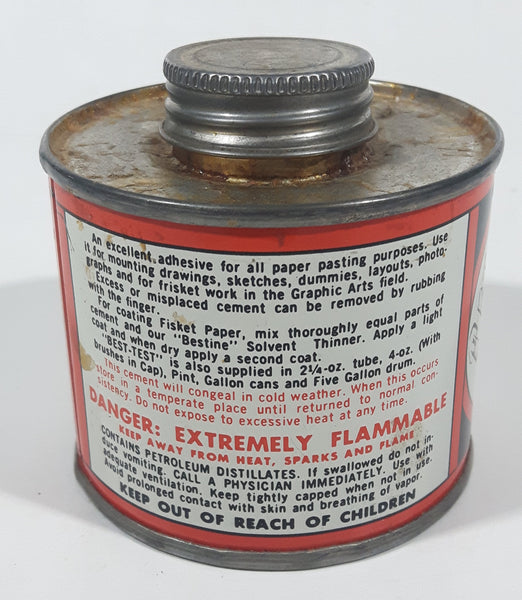 An excellent adhesive for all paper pasting purposes. Use
it for mounting drawings, sketches, dummies, layouts, photo-
graphs and for frisket work in the Graphic Arts field.
Excess or misplaced cement can be removed by rubbing
with the finger.
For coating Fisket Paper, mix thoroughly equal parts of
cement and our "Bestine" Solvent Thinner. Apply a light
coat and when dry apply a second coat.
"BEST-TEST" is also supplied in 2¼-oz. tube, 4-oz. (With
brushes in Cap), Pint, Gallon cans and Five Gallon drum.
This cement will congeal in cold weather. When this occurs
store in a temperate place until returned to normal con-
sistency. Do not expose to excessive heat at any time.
DANGER: EXTREMELY FLAMMABLE
KEEP AWAY FROM HEAT, SPARKS AND FLAME
CONTAINS PETROLEUM DISTILLATES. If swallowed do not in-
duce vomiting. CALL A PHYSICIAN IMMEDIATELY. Use with
adequate ventilation. Keep tightly capped when not in use.
Avoid prolonged contact with skin and breathing of vapor.
KEEP OUT OF REACH OF CHILDREN